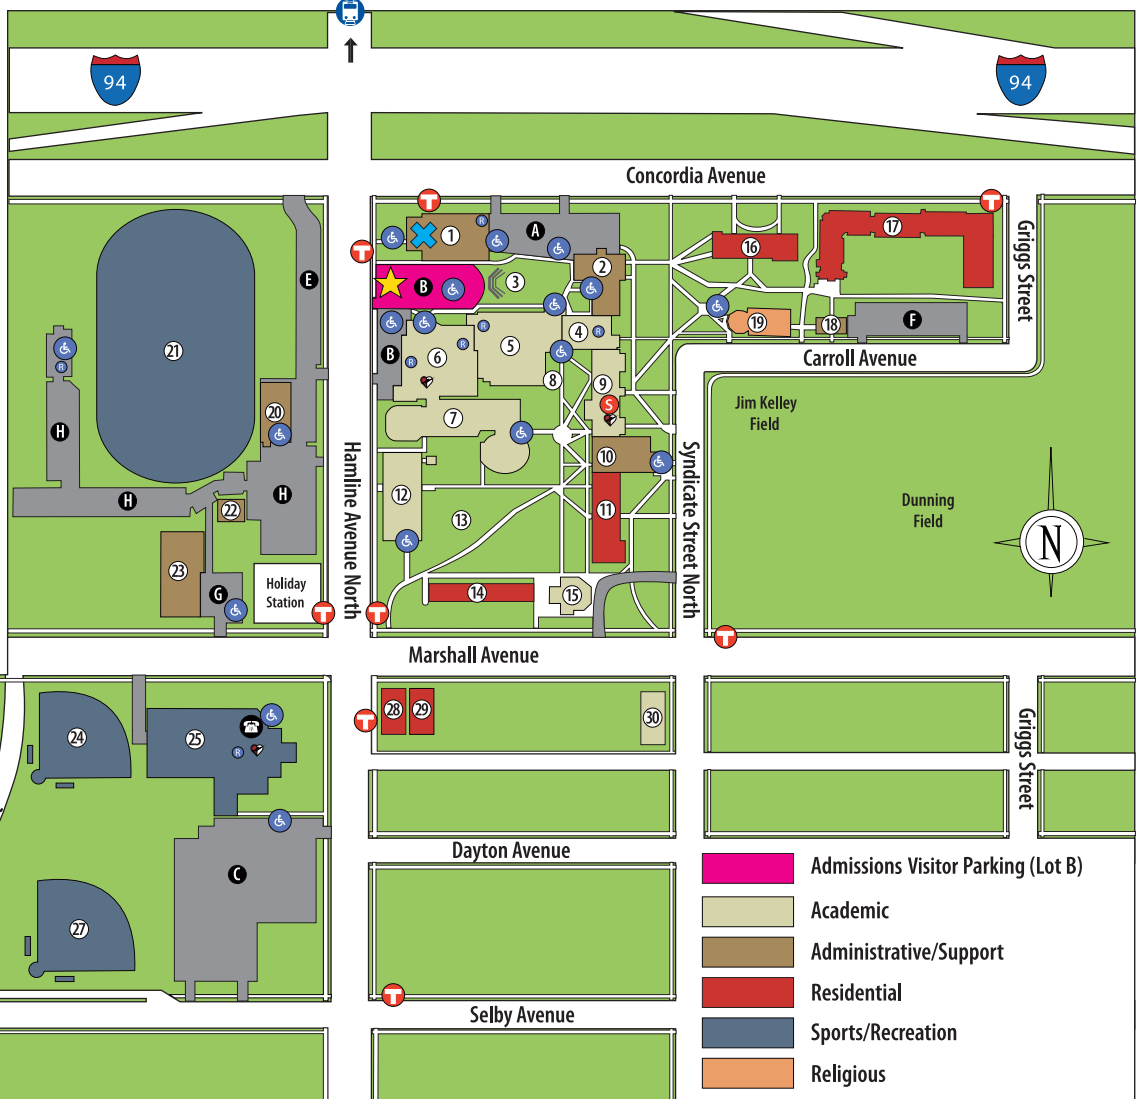 94
94
Concordia Avenue
T
T
T
1
R
A
16
17
2
E
B
3
Griggs Street
19
18
F
21
R
4
R
5
Carroll Avenue
R
B
R
6
R
8
9
20
S
Jim Kelley
Field
H
7
Hamline Avenue North
10
Syndicate Street North
H
H
12
Dunning
Field
22
11
13
N
23
Holiday
Station
G
14
15
T
T
T
Marshall Avenue
28
29
30
T
24
25
R
Griggs Street
Dayton Avenue
C
27
T
Selby Avenue
Admissions Visitor Parking (Lot B)
Academic
Administrative/Support
Residential
Sports/Recreation
Religious